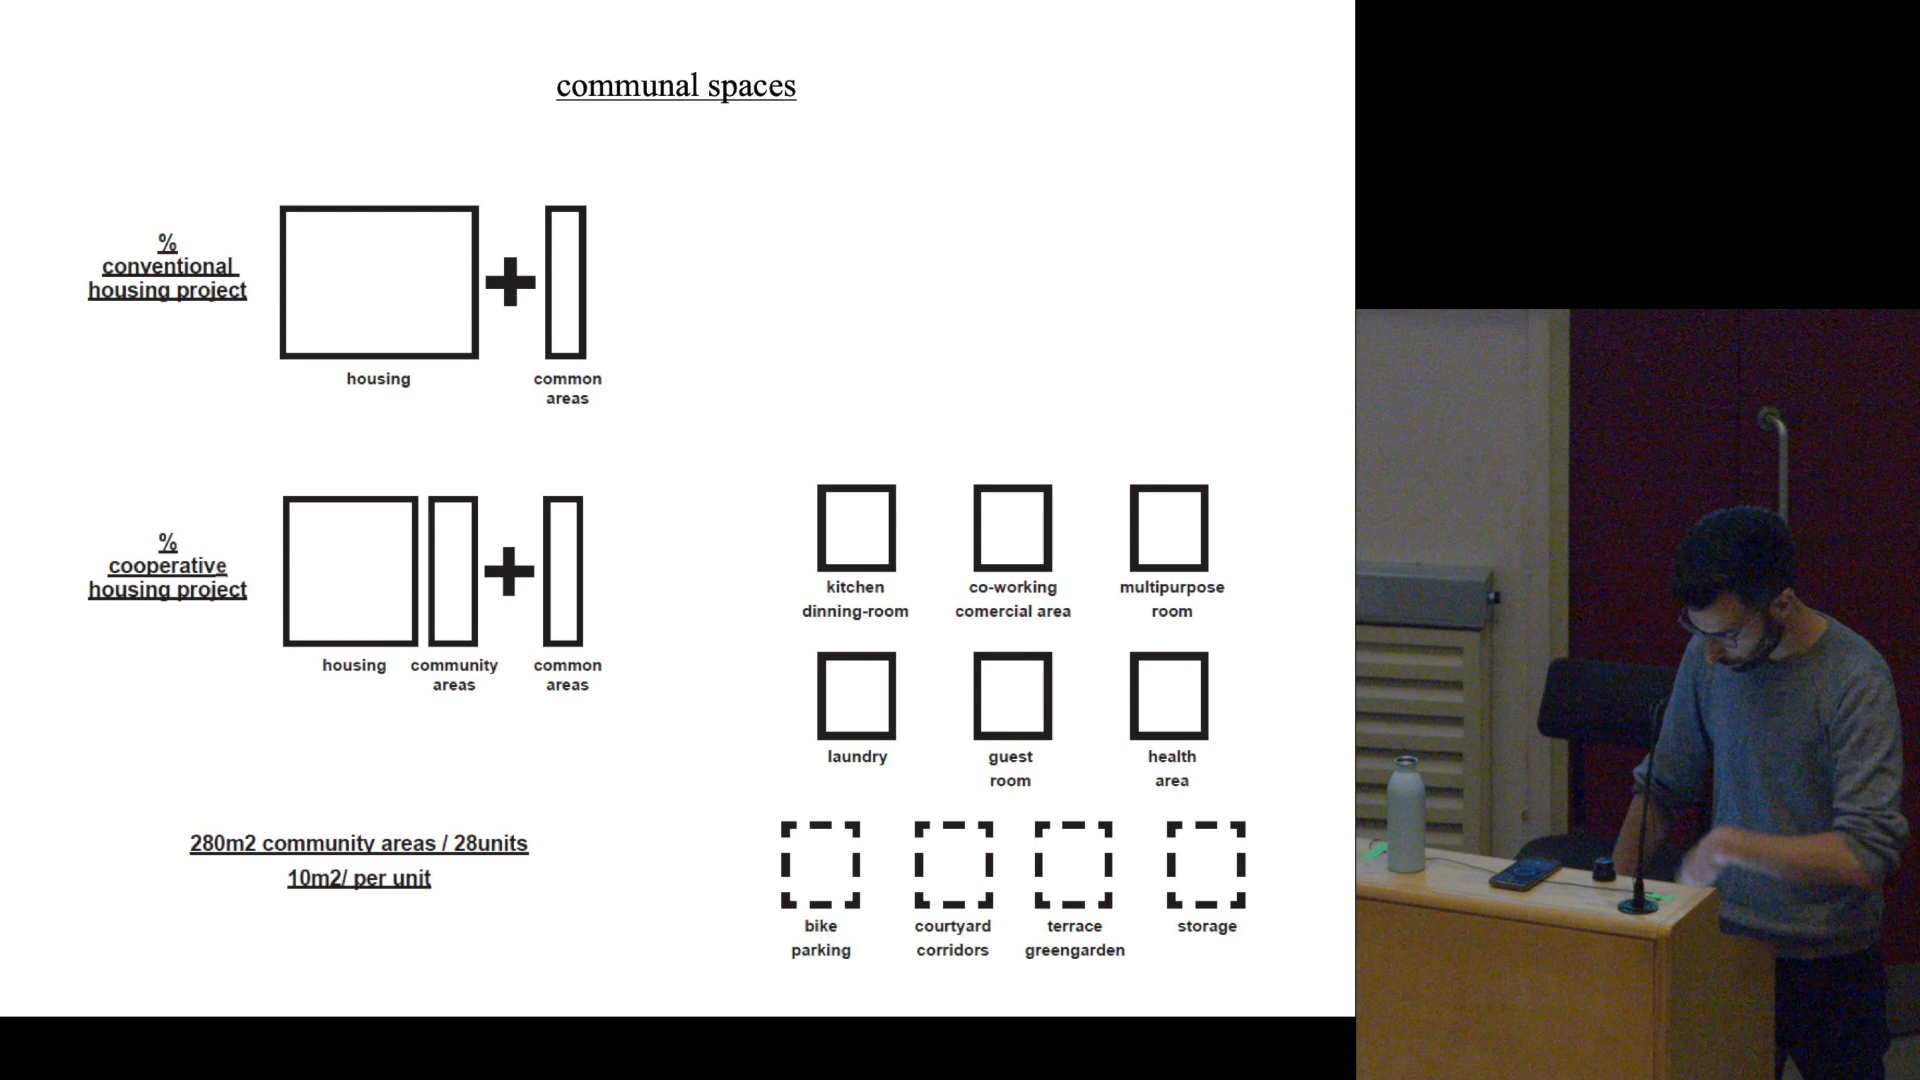 communal spaces
%
conventional
housing project
housing
common
areas
%
cooperative
housing project
housing
community
areas
common
areas
280m2 community areas / 28units
10m2/ per unit
kitchen
dinning-room
co-working
comercial area
multipurpose
room
laundry
guest
room
health
area
bike
parking
courtyard
corridors
terrace
greengarden
storage